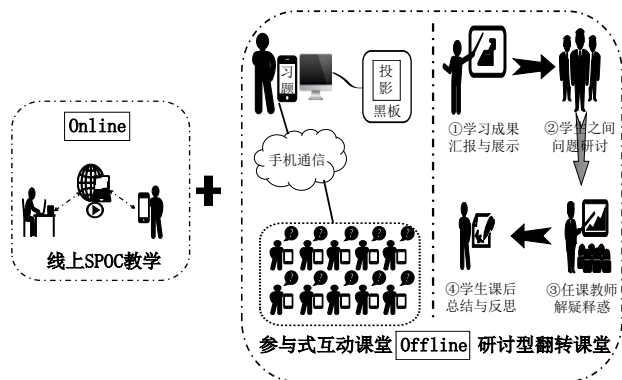 Online
线上SPOC教学
习
题
投
影
黑板
手机通信
参与式互动课堂
Offline
①学习成果
汇报与展示
②学生之间
问题研讨
③任课教师
解疑释惑
④学生课后
总结与反思
研讨型翻转课堂